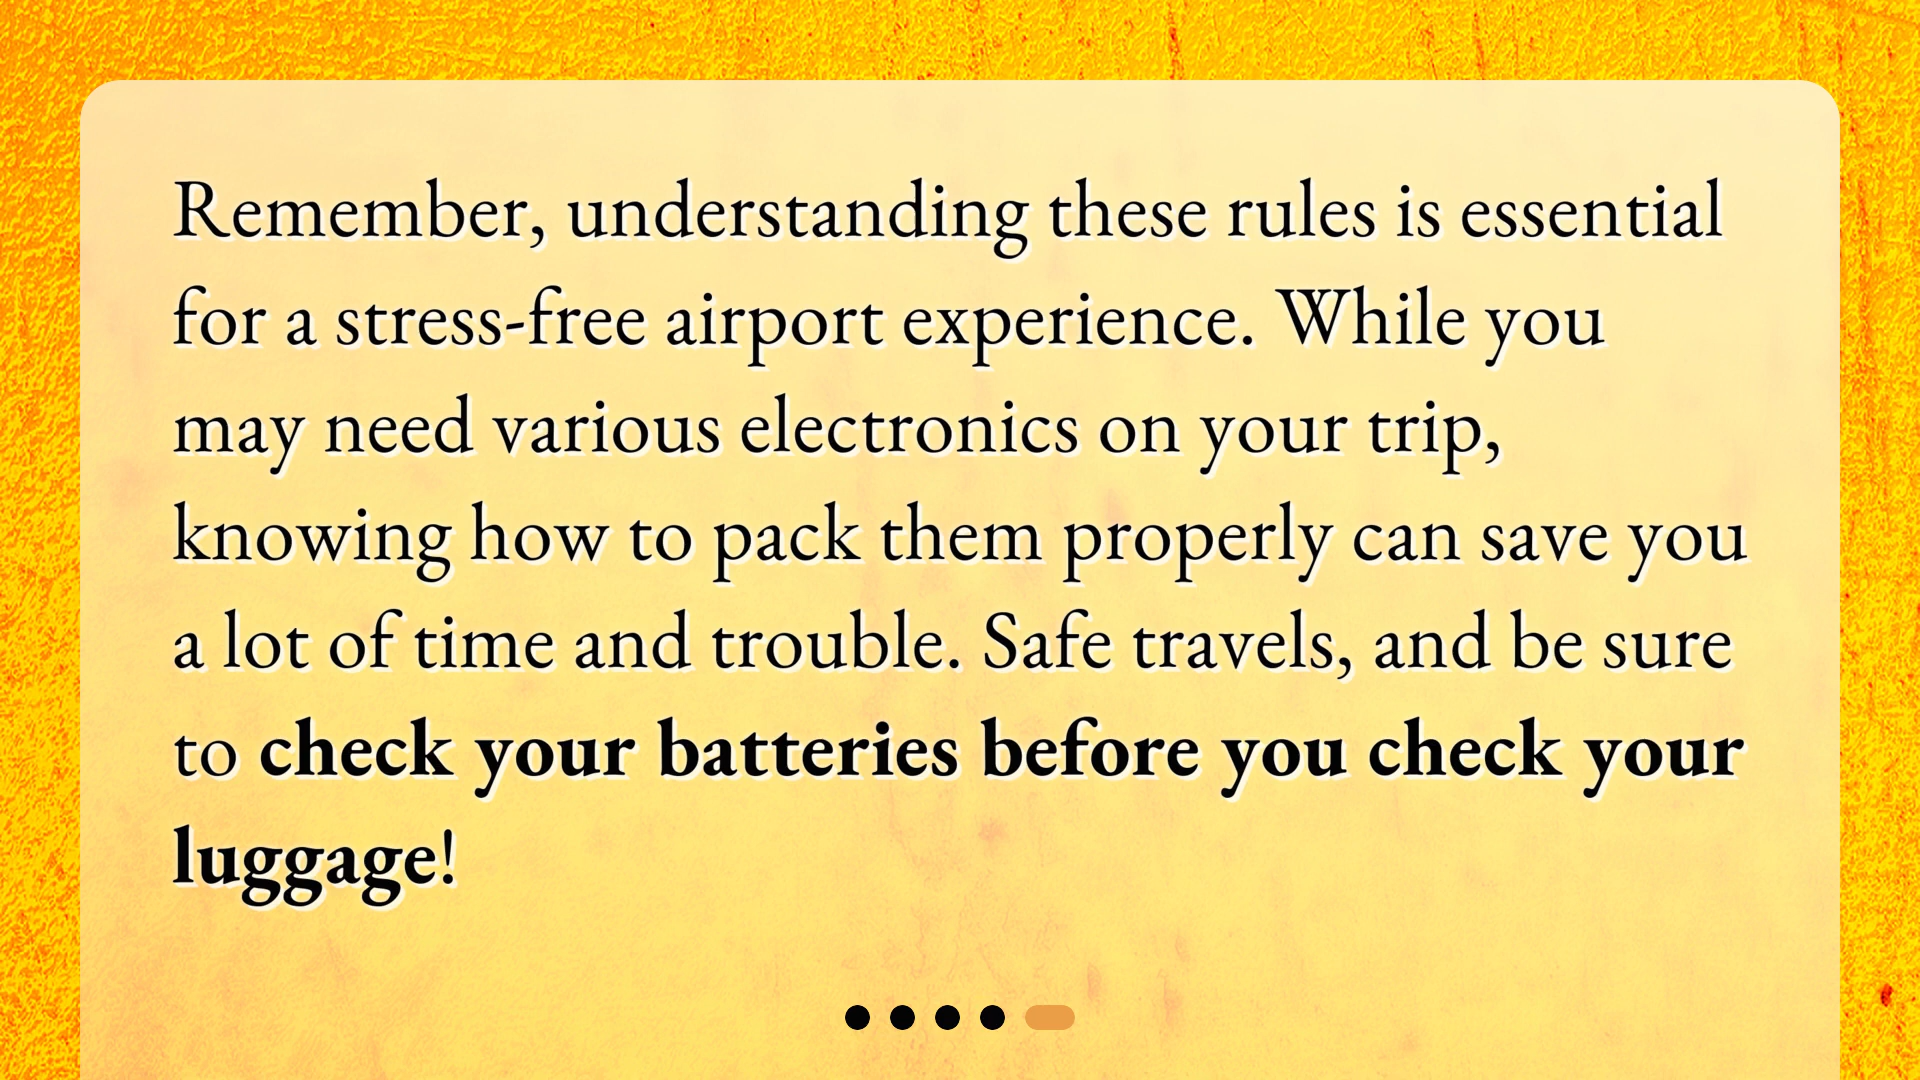 Remember, understanding these rules is essential
for a stress-free airport experience. While you
may need various electronics on your trip,
knowing how to pack them properly can save you
a lot of time and trouble. Safe travels, and be sure
to check your batteries before you check your
luggage!